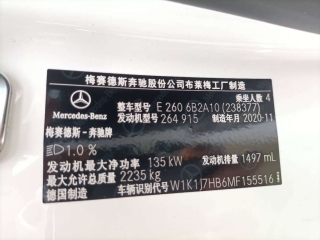 梅赛德斯奔驰股份公司布莱梅工厂制造
Mercedes-Benz
乘坐人数 4
整车型号 E 260 6B2A10 (238377)
发动机型号 264 915 制造年月 2020-11
梅赛德斯-奔驰牌
1.0 %
发动机最大净功率 135 kW 发动机排量 1497 mL
最大允许总质量 2235 kg
德国制造 车辆识别代号 W1K1J7HB6MF155516